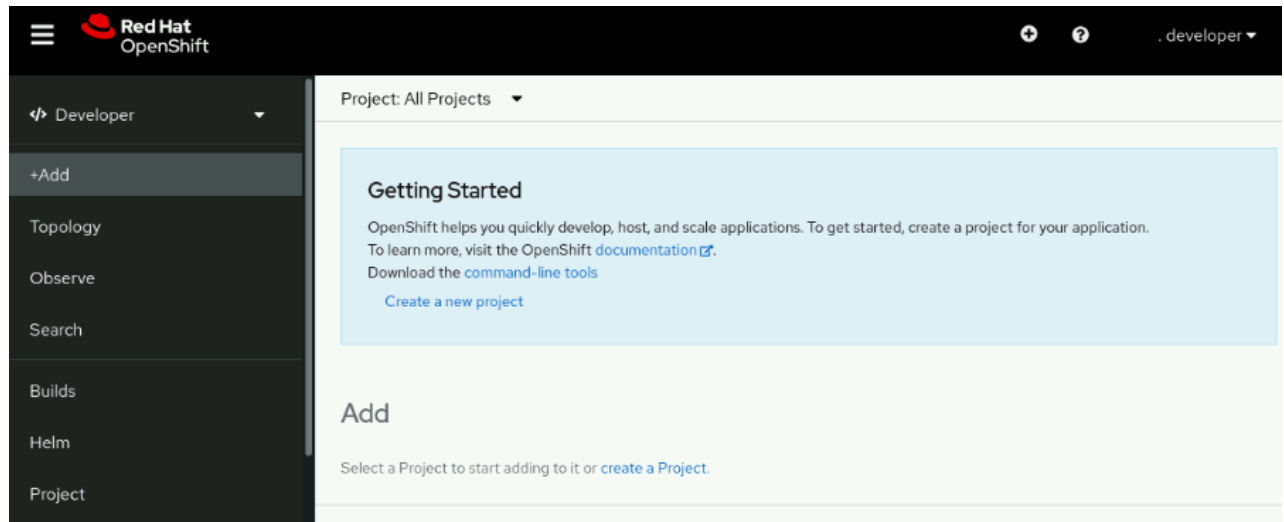 Red Hat
OpenShift
. developer
</> Developer
+Add
Topology
Observe
Search
Builds
Helm
Project
Project: All Projects
Getting Started
OpenShift helps you quickly develop, host, and scale applications. To get started, create a project for your application.
To learn more, visit the OpenShift documentation.
Download the command-line tools
Create a new project
Add
Select a Project to start adding to it or create a Project.